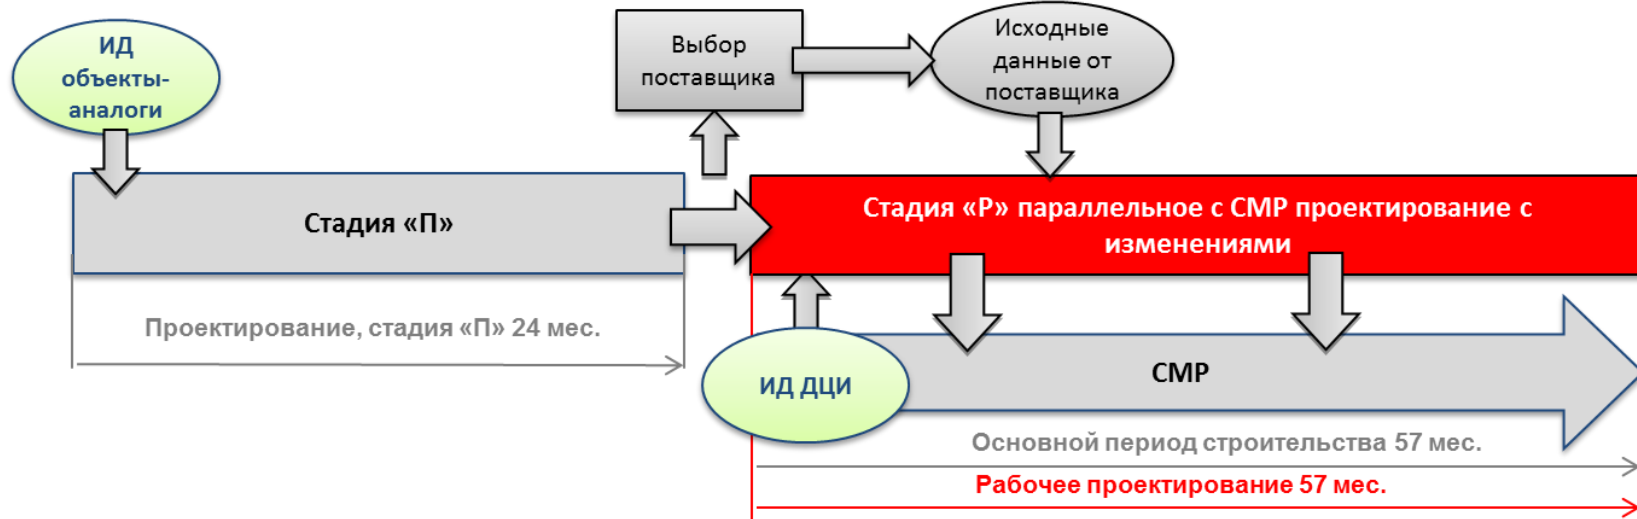 ИД
объекты-
аналоги
Выбор
поставщика
Исходные
данные от
поставщика
Стадия «П»
Стадия «Р» параллельное с СМР проектирование с
изменениями
Проектирование, стадия «П» 24 мес.
ИД ДЦИ
СМР
Основной период строительства 57 мес.
Рабочее проектирование 57 мес.